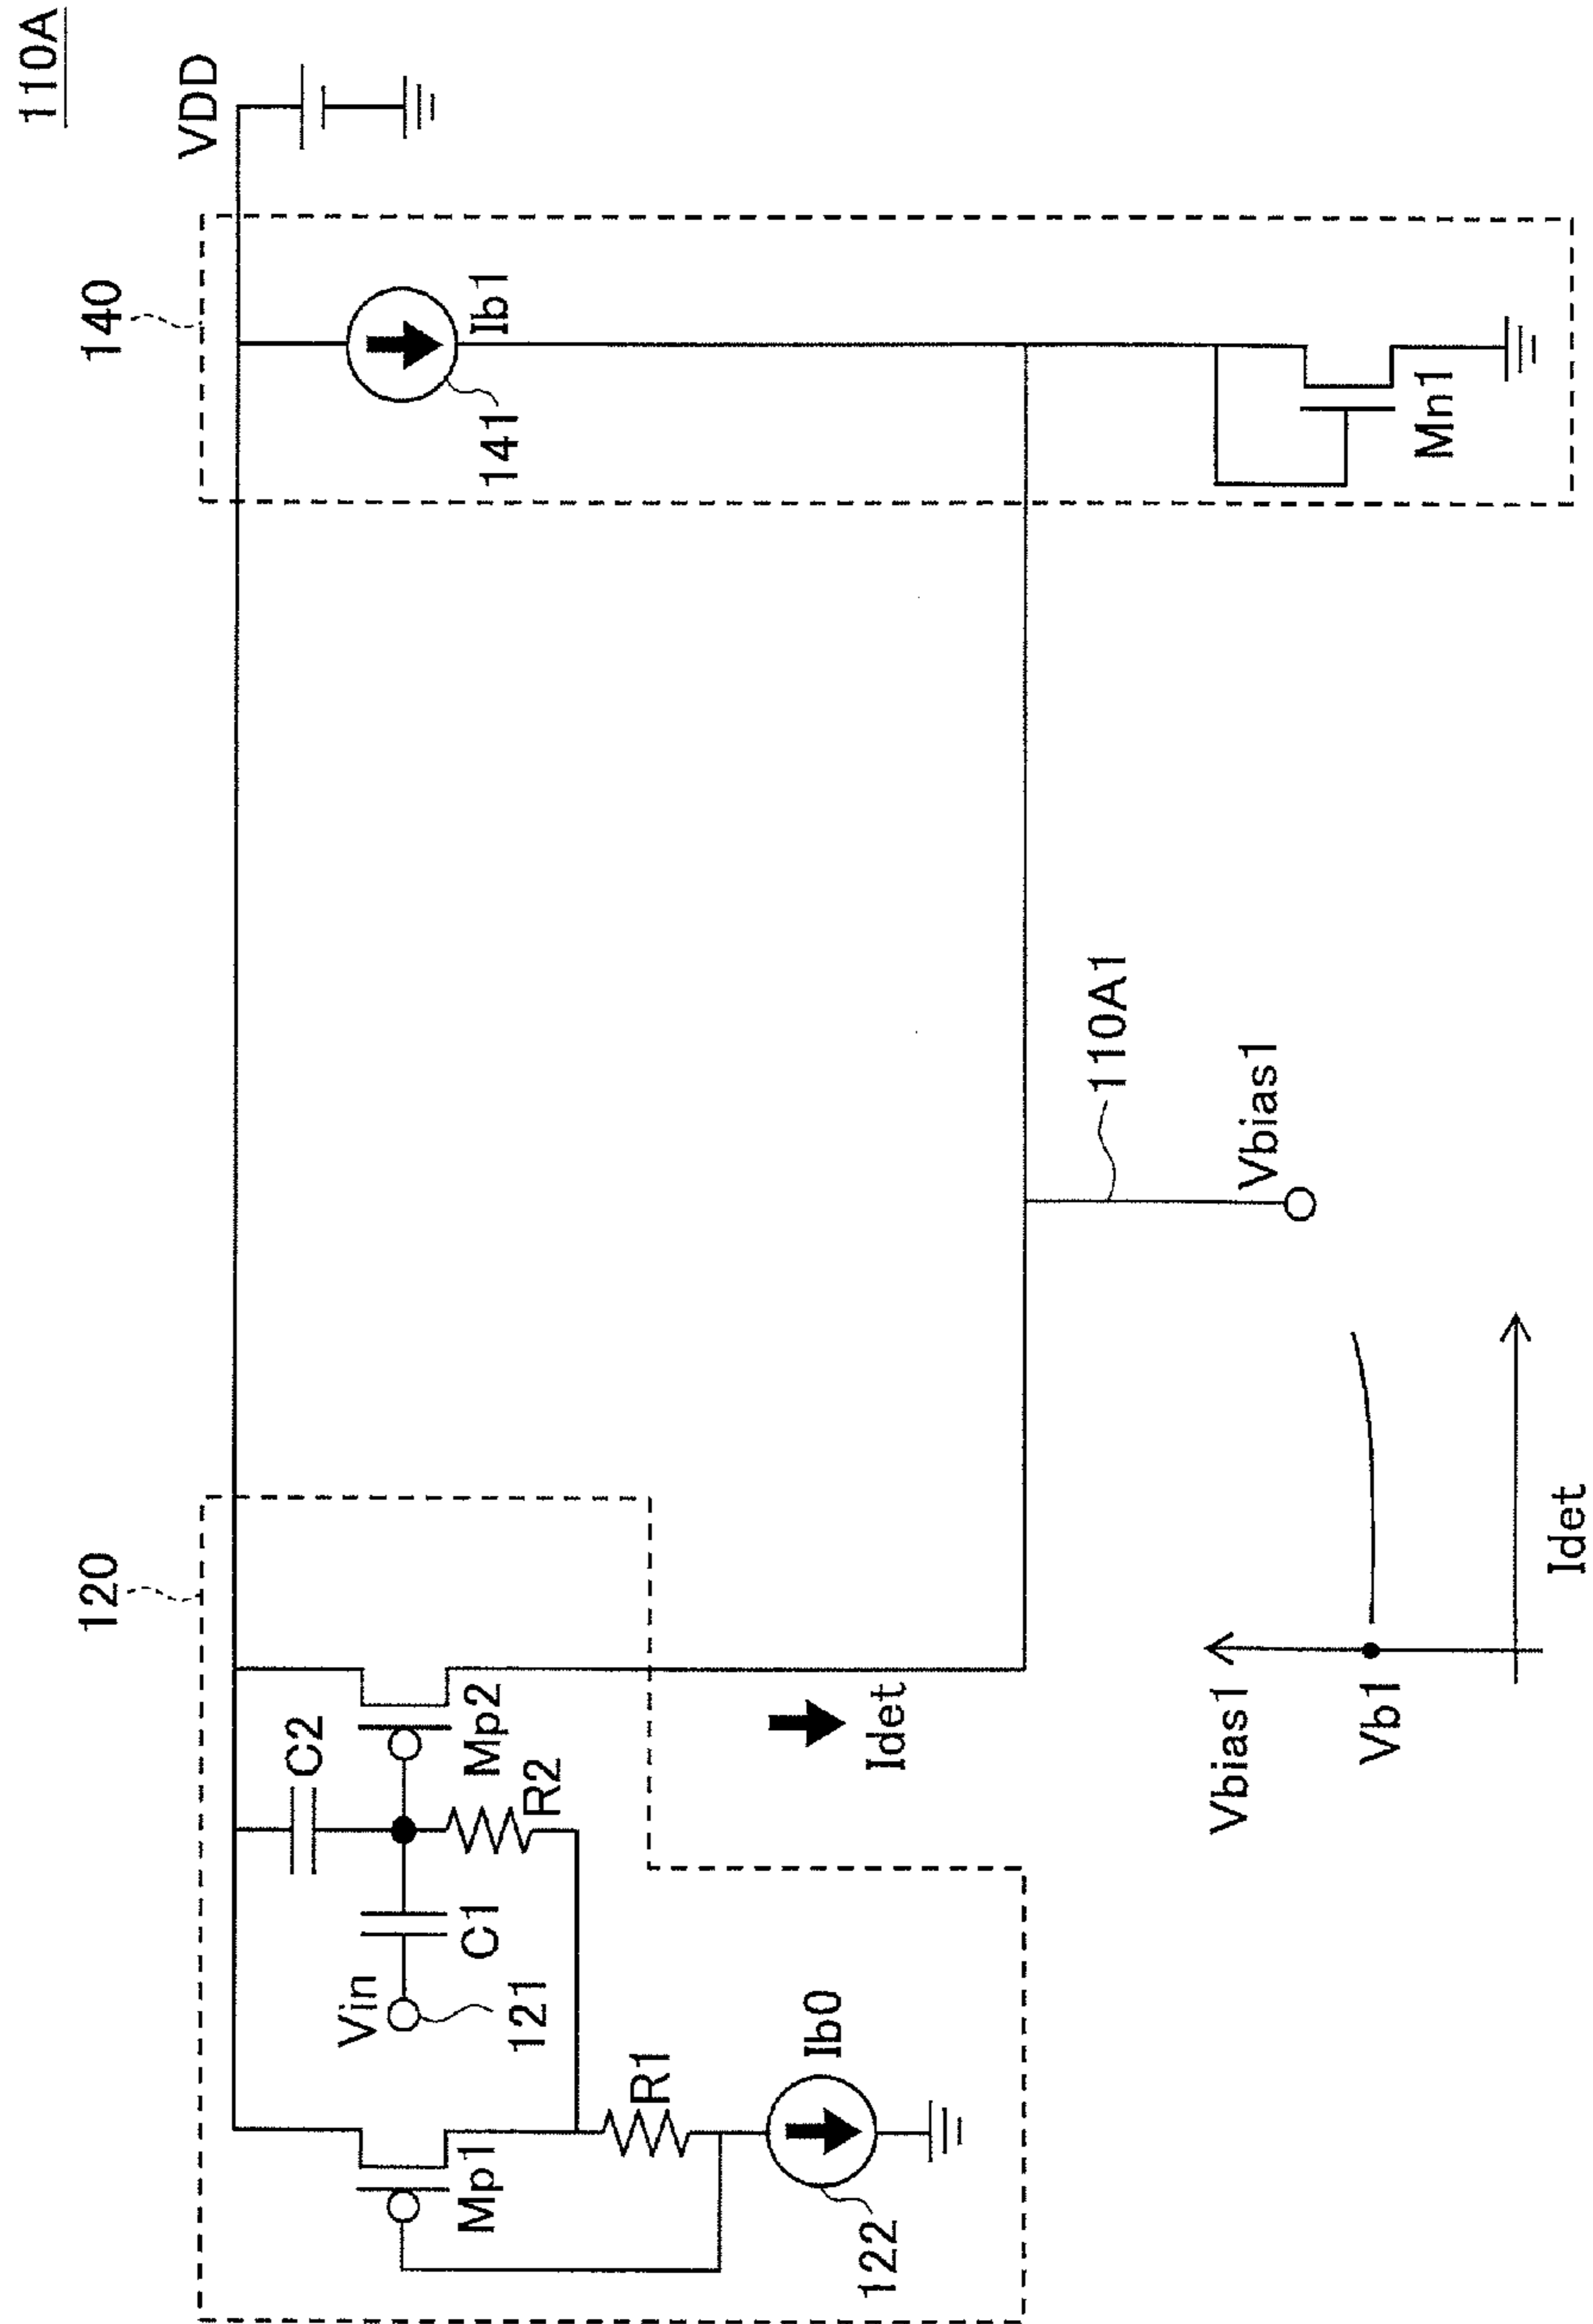 110A
120
140
VDD
C2
Vin
C1
Mp1
Mp2
121
R2
R1
Ib0
122
Idet
Ib1
141
110A1
Vbias1
Mn1
Vbias1
Vb1
Idet